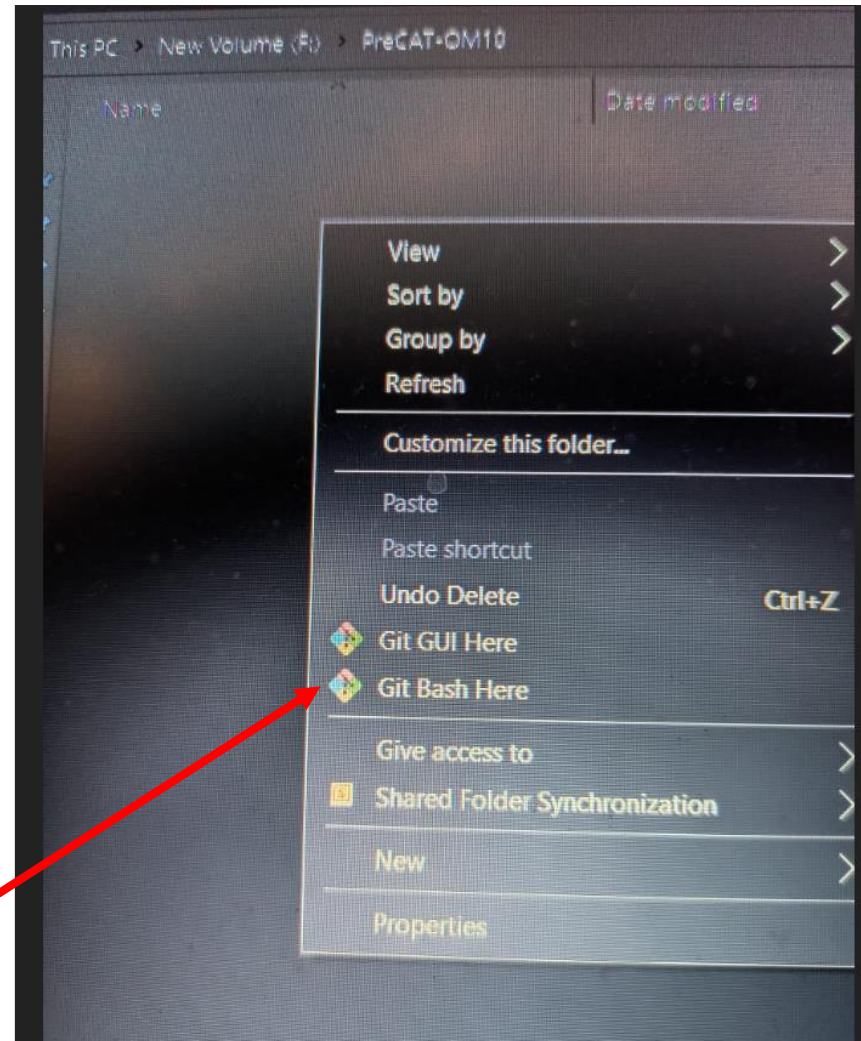 This PC > New Volume (F:) > PreCAT-OM10
Name Date modified
View >
Sort by >
Group by >
Refresh
Customize this folder...
Paste
Paste shortcut
Undo Delete Ctrl+Z
Git GUI Here
Git Bash Here
Give access to >
Shared Folder Synchronization >
New >
Properties